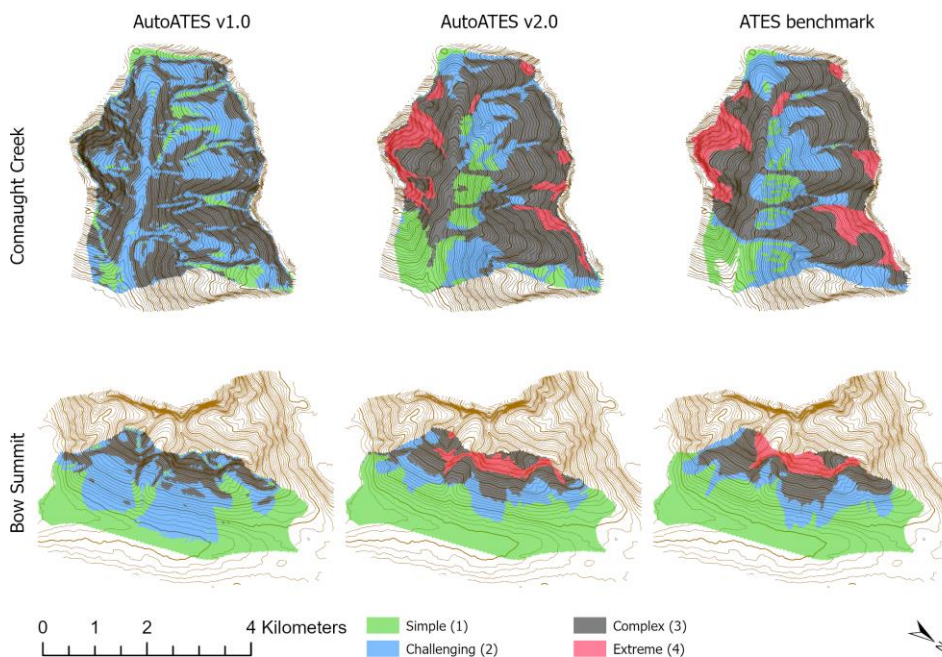 AutoATES v1.0
AutoATES v2.0
ATES benchmark
Connaught Creek
Bow Summit
0 1 2 4 Kilometers
Simple (1)
Complex (3)
Challenging (2)
Extreme (4)
N